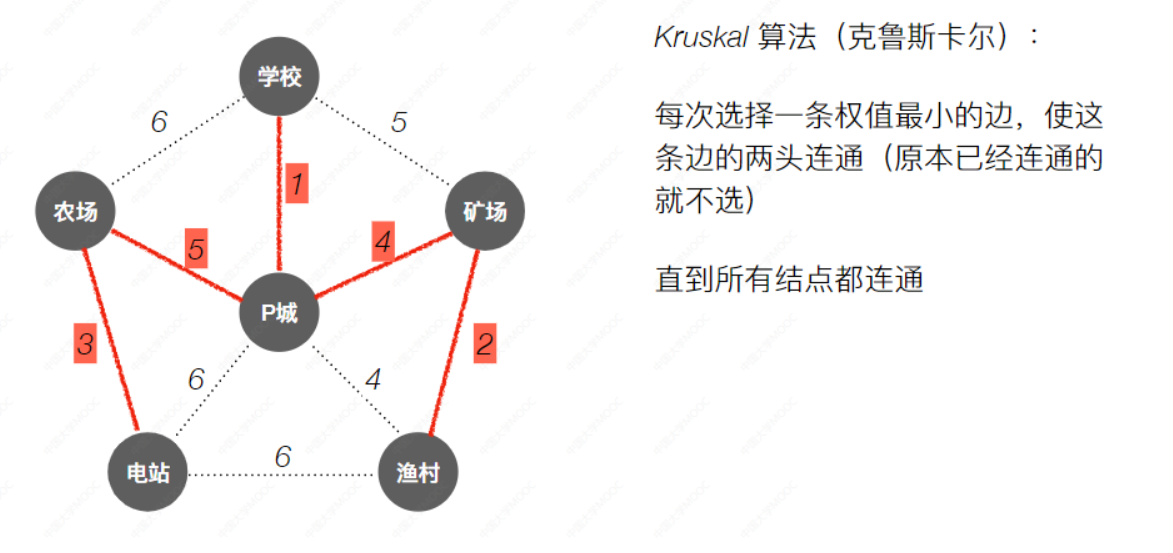 学校
6
5
1
农场
矿场
5
4
P城
3
2
6
4
电站
6
渔村
Kruskal 算法（克鲁斯卡尔）：
每次选择一条权值最小的边，使这
条边的两头连通（原本已经连通的
就不选）
直到所有结点都连通